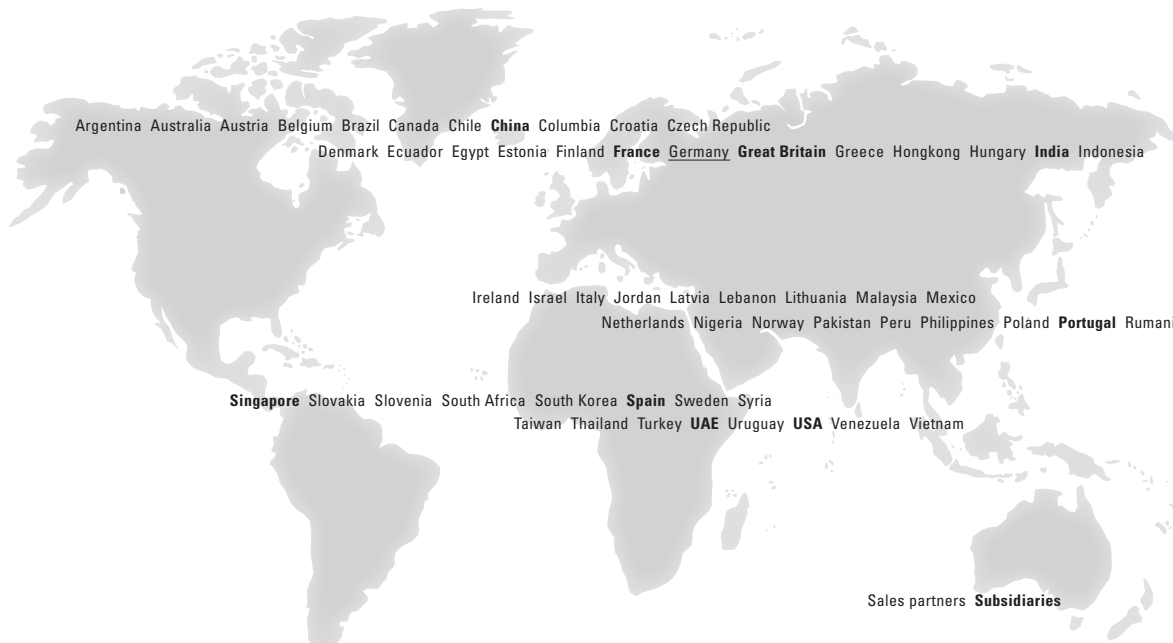 Argentina Australia Austria Belgium Brazil Canada Chile China Columbia Croatia Czech Republic
Denmark Ecuador Egypt Estonia Finland France Germany Great Britain Greece Hongkong Hungary India Indonesia
Ireland Israel Italy Jordan Latvia Lebanon Lithuania Malaysia Mexico
Netherlands Nigeria Norway Pakistan Peru Philippines Poland Portugal Rumani
Singapore Slovakia Slovenia South Africa South Korea Spain Sweden Syria
Taiwan Thailand Turkey UAE Uruguay USA Venezuela Vietnam
Sales partners Subsidiaries